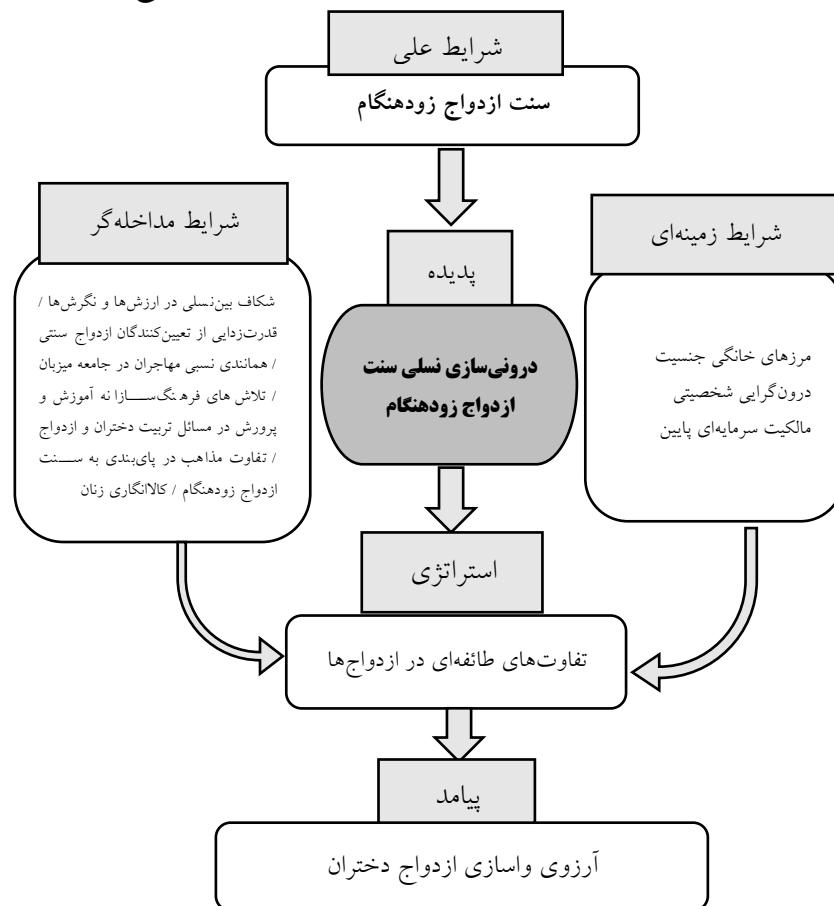 شرایط علی
سنت ازدواج زودهنگام
شرایط زمینه‌ای
مرزهای خانگی جنسیت
درون‌گرایی شخصیتی
مالکیت سرمایه‌ای پایین
پدیده
درونی‌سازی نسلی سنت
ازدواج زودهنگام
شرایط مداخله‌گر
شکاف بین‌نسلی در ارزش‌ها و نگرش‌ها /
قدرت‌زدایی از تعیین‌کنندگان ازدواج سنتی
/ همانندی نسبی مهاجران در جامعه میزبان
/ تلاش های فرهنگ‌ســـازا نه آموزش و
پرورش در مسائل تربیت دختران و ازدواج
/ تفاوت مذاهب در پای‌بندی به ســـنت
ازدواج زودهنگام / کالاانگاری زنان
استراتژی
تفاوت‌های طائفه‌ای در ازدواج‌ها
پیامد
آرزوی واسازی ازدواج دختران